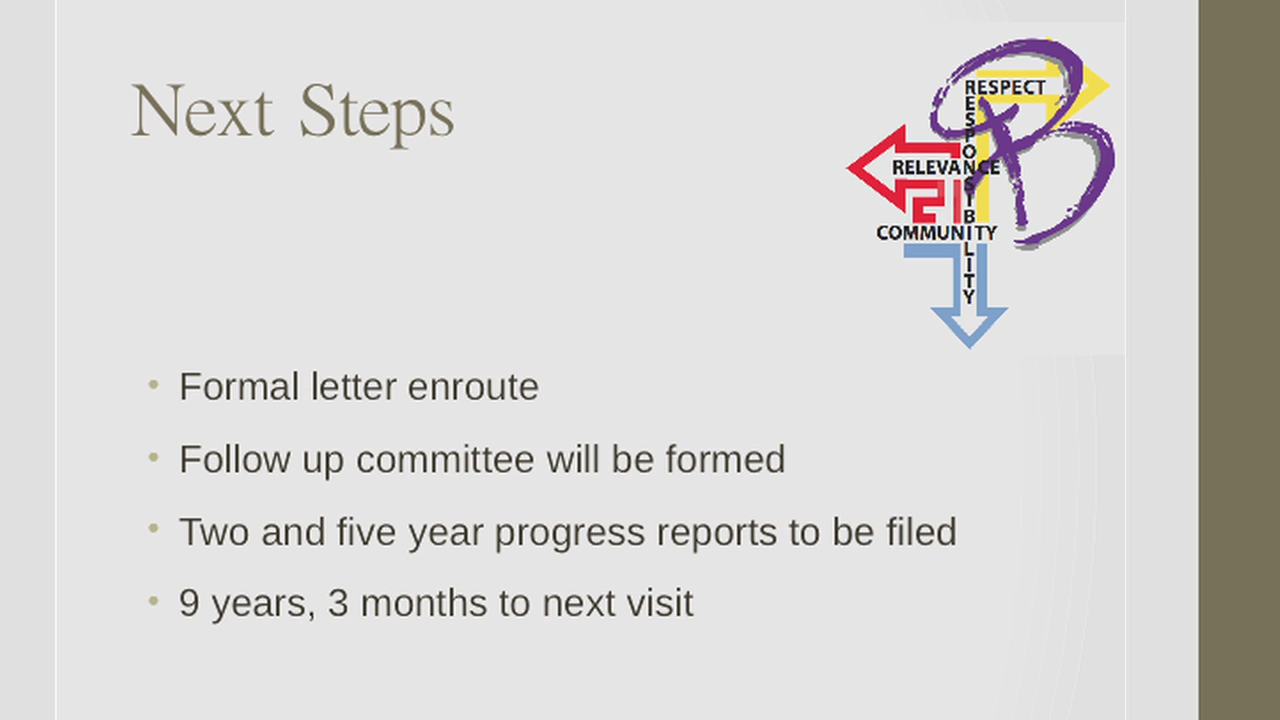 Next Steps
RESPECT
RESPONSIBILITY
RELEVANCE
COMMUNITY
B
21
• Formal letter enroute
• Follow up committee will be formed
• Two and five year progress reports to be filed
• 9 years, 3 months to next visit